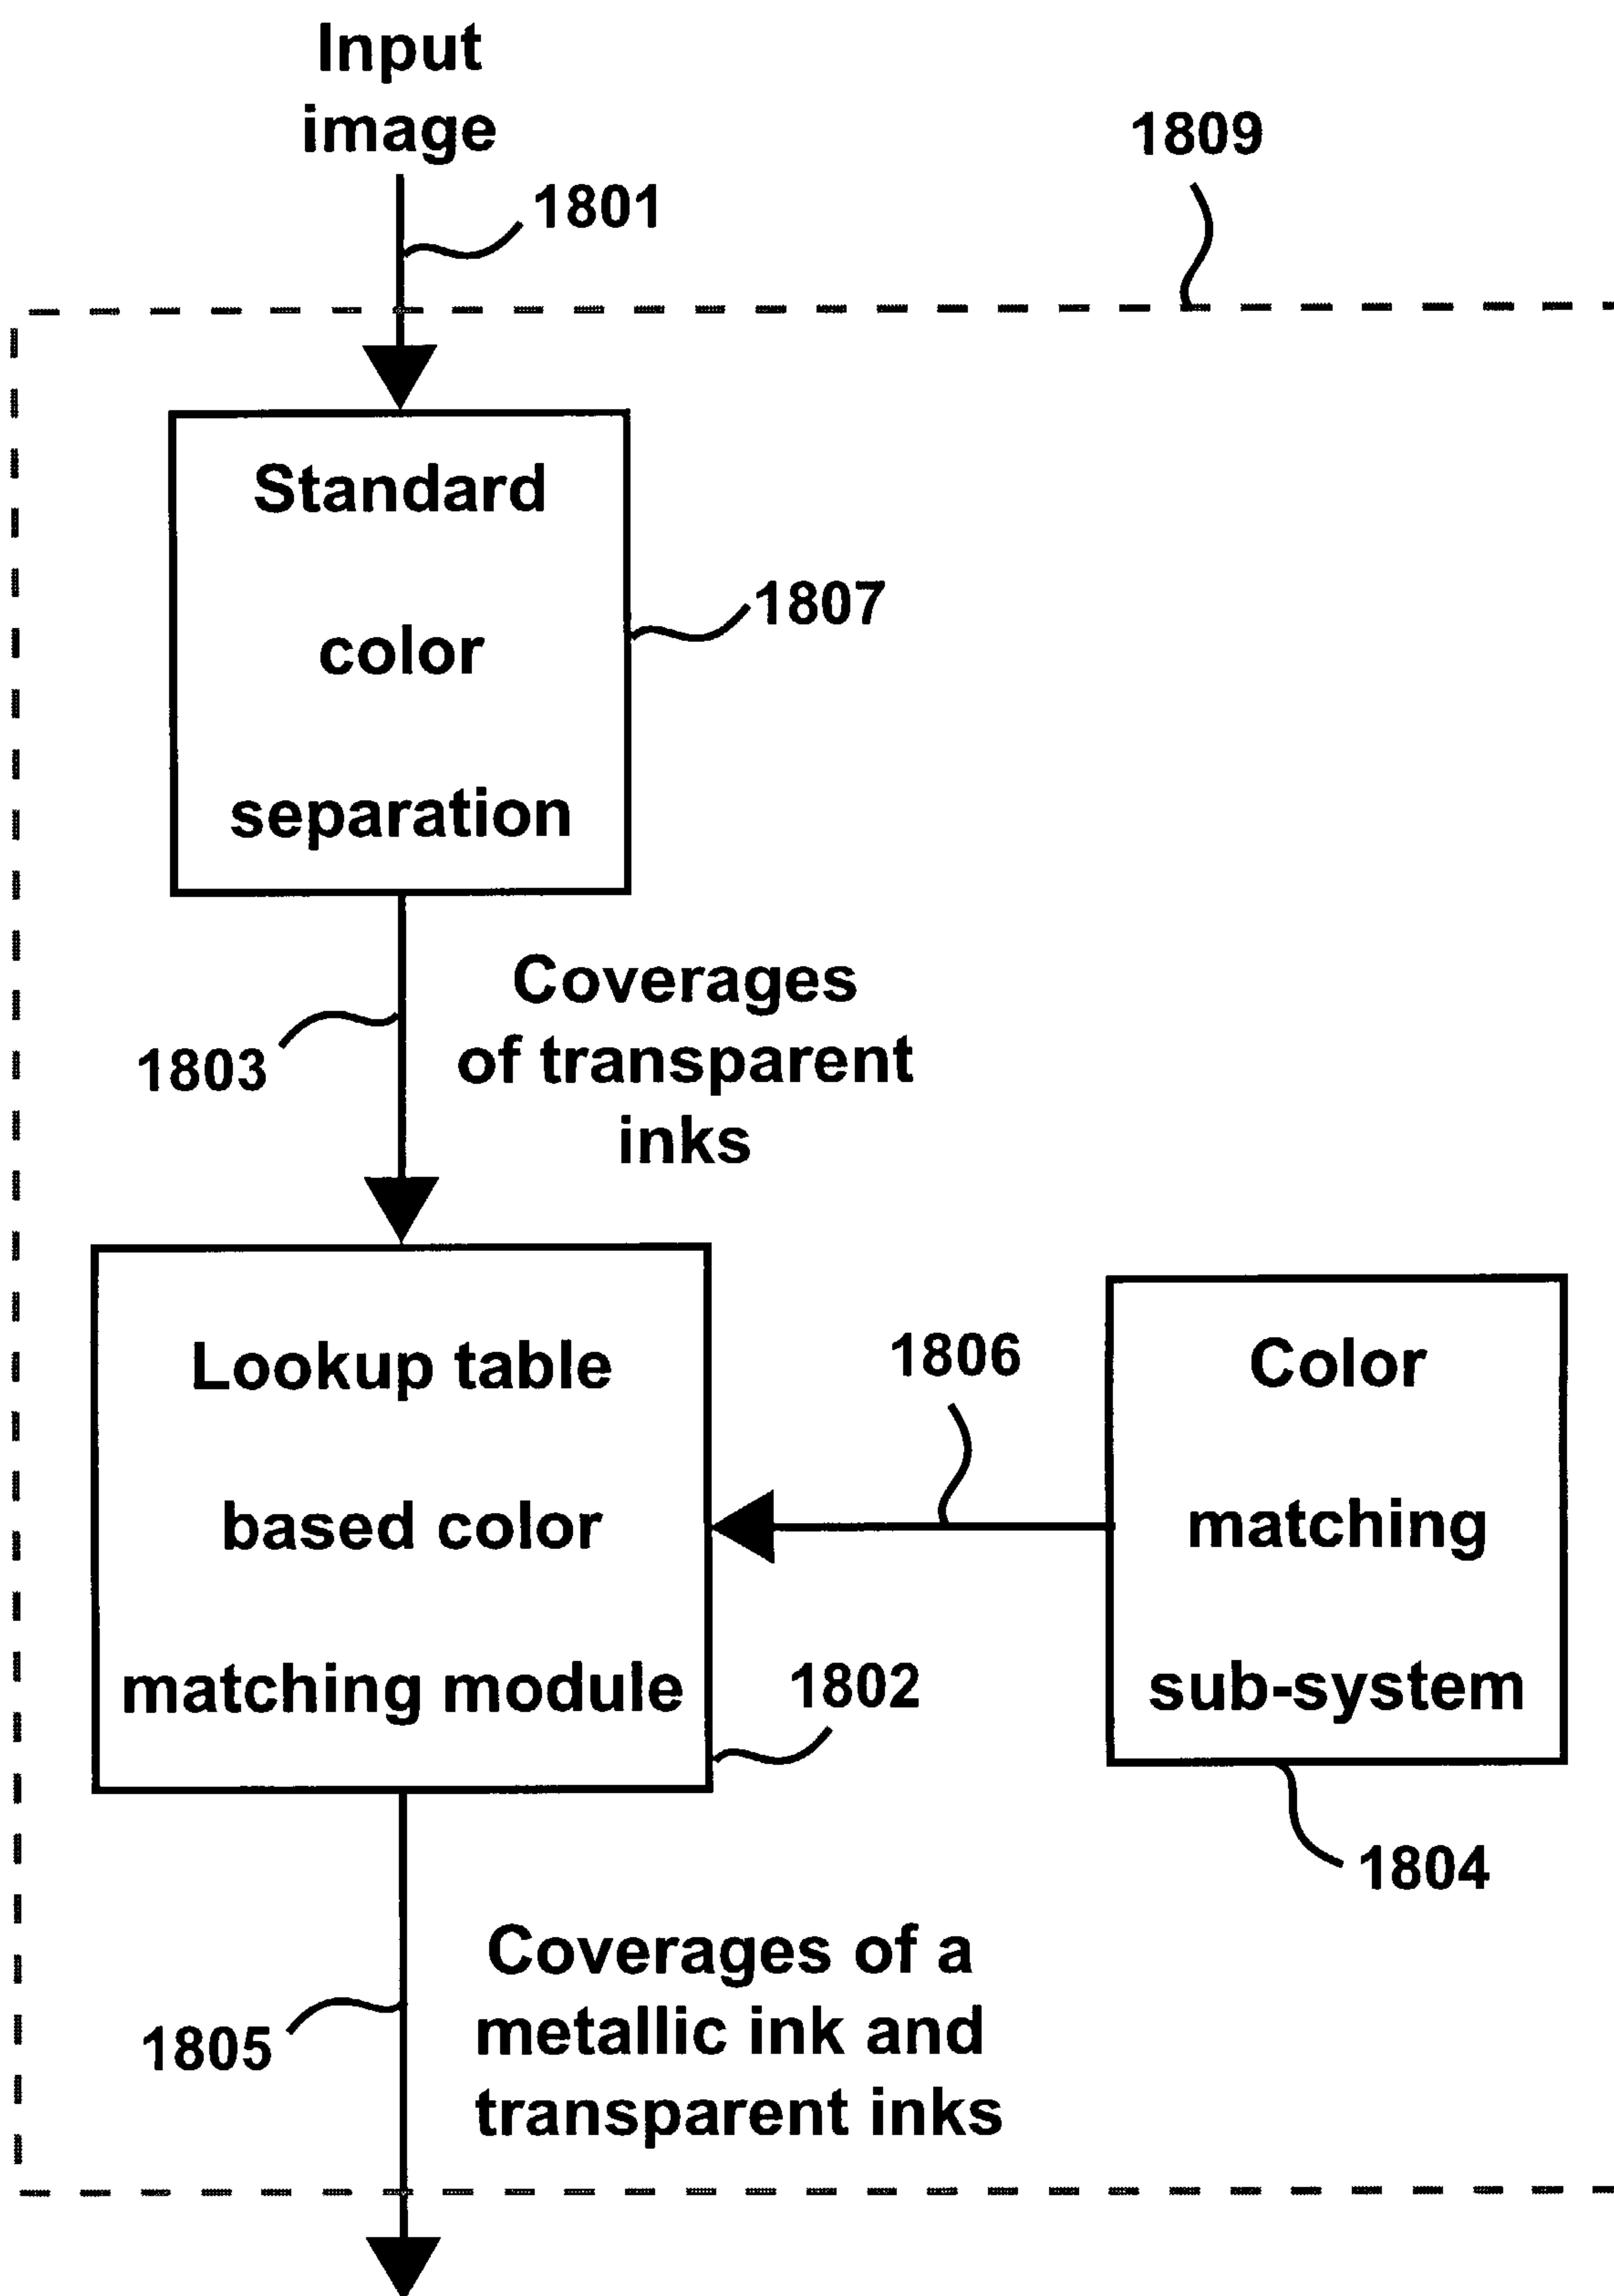 Input
image
1809
1801
Standard
color
separation
1807
Coverages
of transparent
inks
1803
Lookup table
based color
matching module
1806
Color
matching
sub-system
1802
1804
Coverages of a
metallic ink and
transparent inks
1805